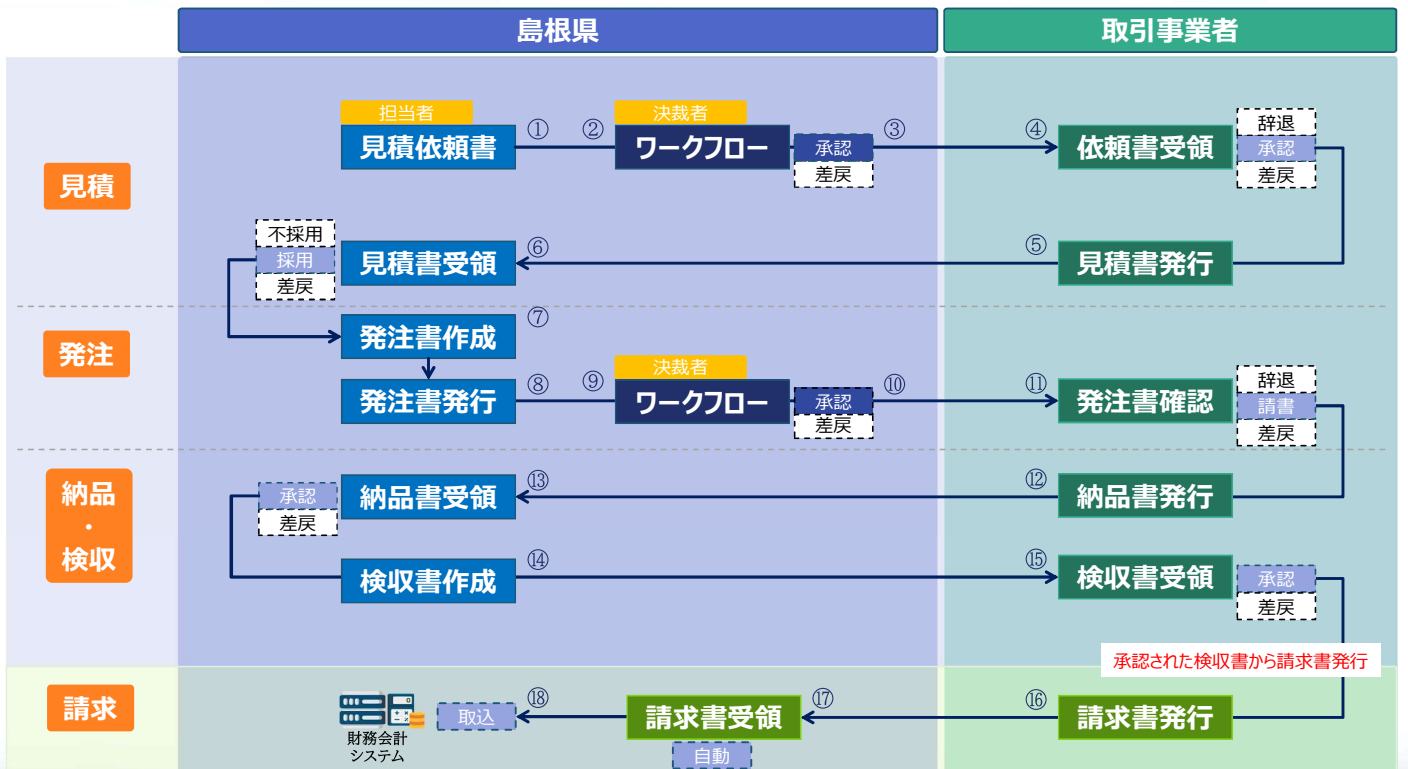 島根県
取引事業者
見積
担当者
見積依頼書
①
②
決裁者
ワークフロー
承認
差戻
③
④
依頼書受領
辞退
承認
差戻
⑤
見積書発行
⑥
見積書受領
不採用
採用
差戻
発注
⑦
発注書作成
⑧
発注書発行
⑨
決裁者
ワークフロー
承認
差戻
⑩
⑪
発注書確認
辞退
請書
差戻
納品
・
検収
⑫
納品書発行
⑬
納品書受領
承認
差戻
⑭
検収書作成
⑮
検収書受領
承認
差戻
承認された検収書から請求書発行
請求
⑯
請求書発行
⑰
請求書受領
自動
⑱
取込
財務会計
システム